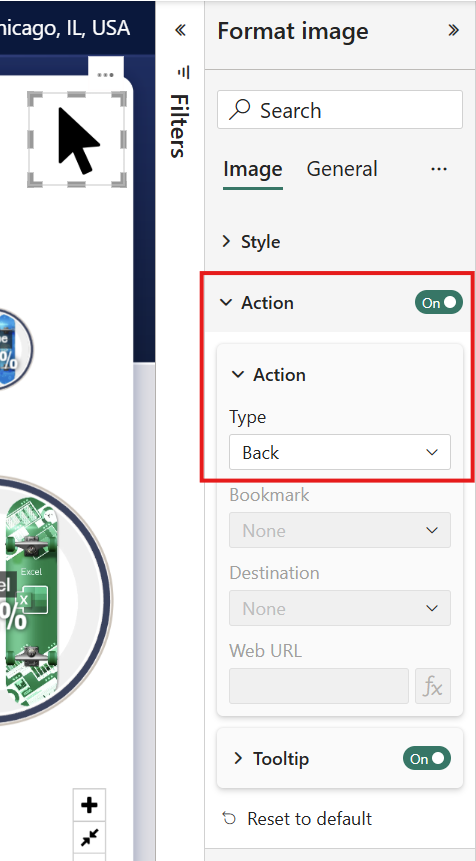 hicago, IL, USA
Filters
Format image
Search
Image General
Style
Action
On
Action
Type
Back
Bookmark
None
Destination
None
Web URL
fx
Tooltip
On
Reset to default
Excel
X
el
%
%